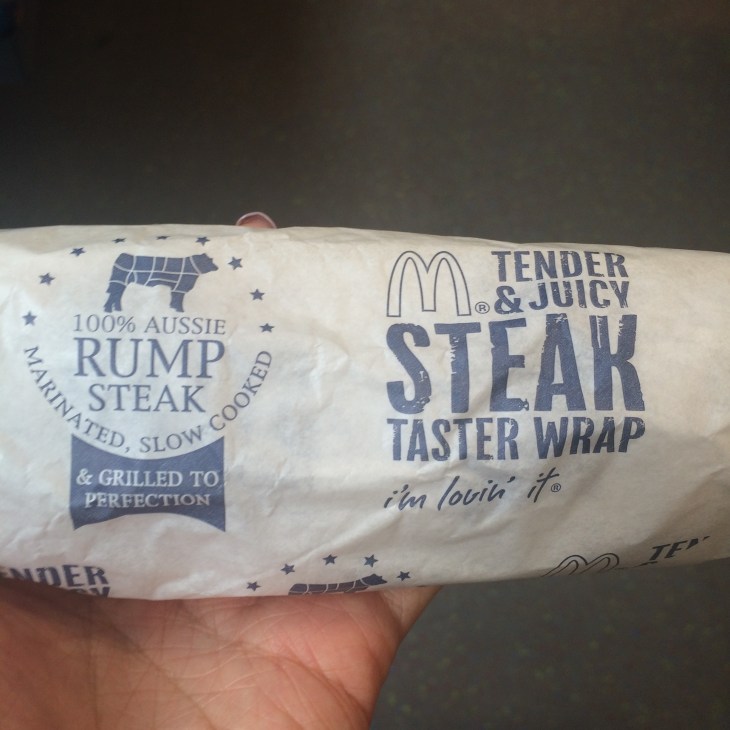 100% AUSSIE
RUMP
STEAK
MARINATED, SLOW COOKED
& GRILLED TO
PERFECTION
M® TENDER
& JUICY
STEAK
TASTER WRAP
i'm lovin' it®